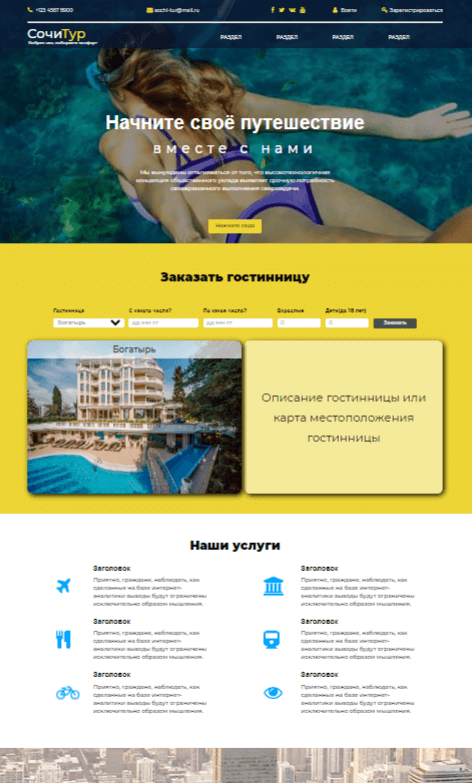 +123 4567 8900
sochi-tur@mail.ru
Войти
Зарегистрироваться
СочиТур
РАЗДЕЛ РАЗДЕЛ РАЗДЕЛ РАЗДЕЛ
Начните своё путешествие
вместе с нами
Мы вынуждены отталкиваться от того, что высокотехнологичная
концепция общественного уклада выявляет срочную потребность
своевременного выполнения сверхзадачи.
Нажмите сюда
Заказать гостинницу
Гостинница С какого числа? По какое число? Взрослые Дети(до 18 лет)
Богатырь дд.мм.гг дд.мм.гг 0 0 Заказать
Богатырь
Описание гостинницы или
карта местоположения
гостинницы
Наши услуги
Заголовок
Приятно, граждане, наблюдать, как
сделанные на базе интернет-
аналитики выводы будут ограничены
исключительно образом мышления.
Заголовок
Приятно, граждане, наблюдать, как
сделанные на базе интернет-
аналитики выводы будут ограничены
исключительно образом мышления.
Заголовок
Приятно, граждане, наблюдать, как
сделанные на базе интернет-
аналитики выводы будут ограничены
исключительно образом мышления.
Заголовок
Приятно, граждане, наблюдать, как
сделанные на базе интернет-
аналитики выводы будут ограничены
исключительно образом мышления.
Заголовок
Приятно, граждане, наблюдать, как
сделанные на базе интернет-
аналитики выводы будут ограничены
исключительно образом мышления.
Заголовок
Приятно, граждане, наблюдать, как
сделанные на базе интернет-
аналитики выводы будут ограничены
исключительно образом мышления.